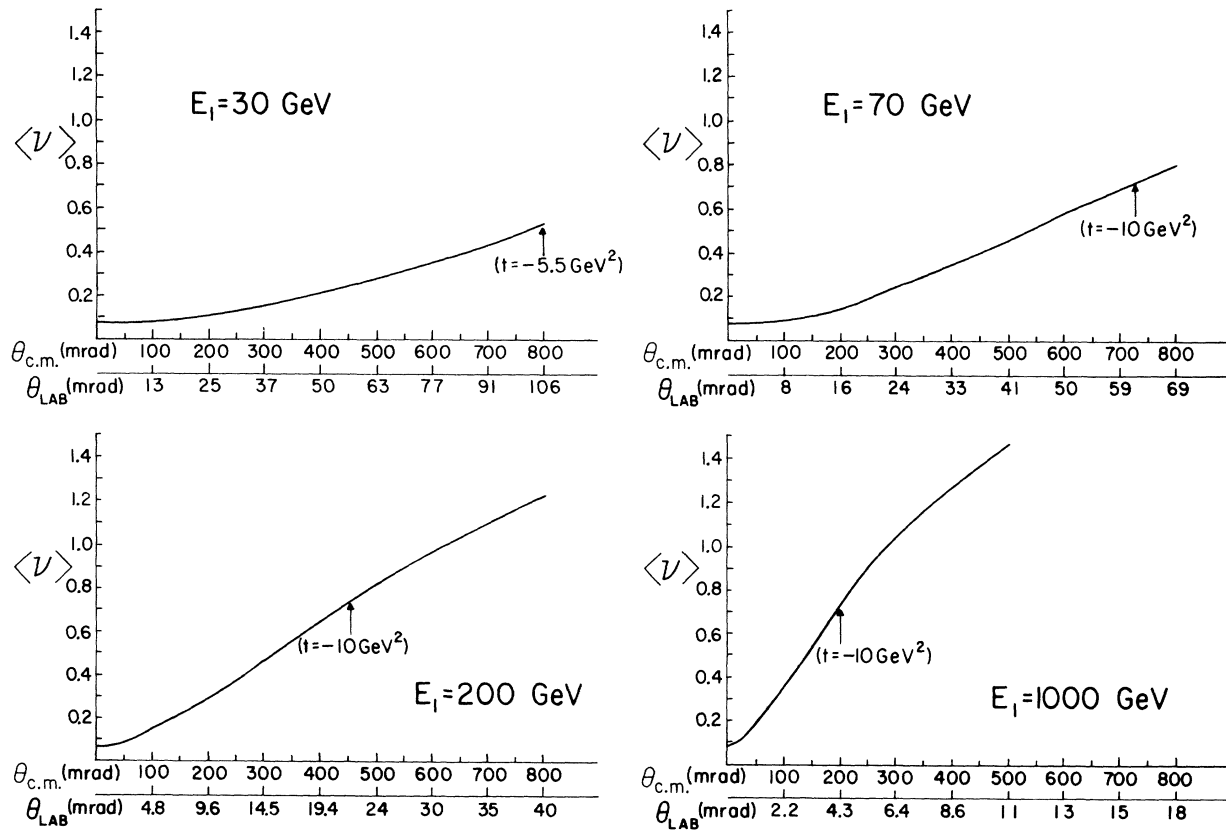 1.4
1.2
E₁=30 GeV
1.0
⟨ν⟩
0.8
0.6
0.4
(t=-5.5 GeV²)
0.2
θc.m.(mrad) 100 200 300 400 500 600 700 800
θLAB(mrad) 13 25 37 50 63 77 91 106
1.4
1.2
E₁=70 GeV
1.0
⟨ν⟩
0.8
0.6
(t=-10 GeV²)
0.4
0.2
θc.m.(mrad) 100 200 300 400 500 600 700 800
θLAB(mrad) 8 16 24 33 41 50 59 69
1.4
1.2
1.0
⟨ν⟩
0.8
0.6
(t=-10 GeV²)
0.4
E₁=200 GeV
0.2
θc.m.(mrad) 100 200 300 400 500 600 700 800
θLAB(mrad) 4.8 9.6 14.5 19.4 24 30 35 40
1.4
1.2
1.0
⟨ν⟩
0.8
0.6
(t=-10 GeV²)
0.4
E₁=1000 GeV
0.2
θc.m.(mrad) 100 200 300 400 500 600 700 800
θLAB(mrad) 2.2 4.3 6.4 8.6 11 13 15 18